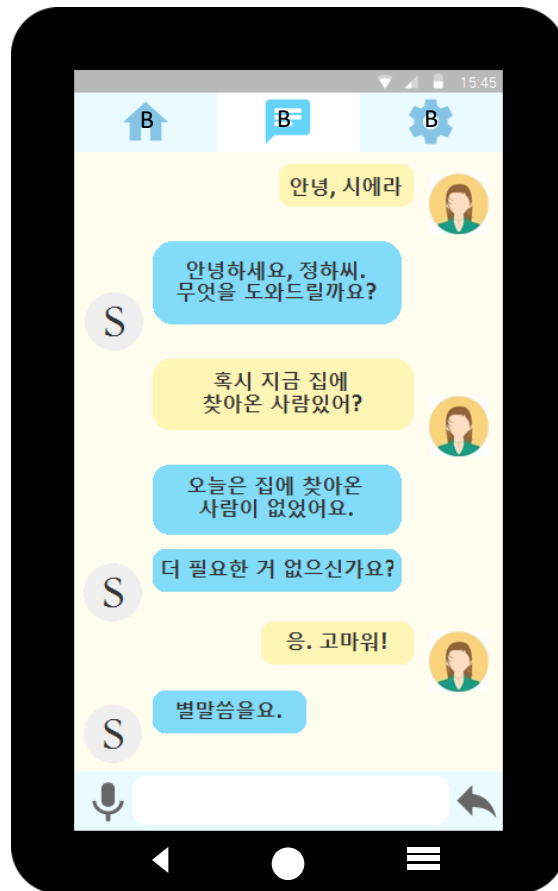 15:45
B
B
B
안녕, 시에라
안녕하세요, 정하씨.
무엇을 도와드릴까요?
S
혹시 지금 집에
찾아온 사람있어?
오늘은 집에 찾아온
사람이 없었어요.
더 필요한 거 없으신가요?
S
응. 고마워!
별말씀을요.
S